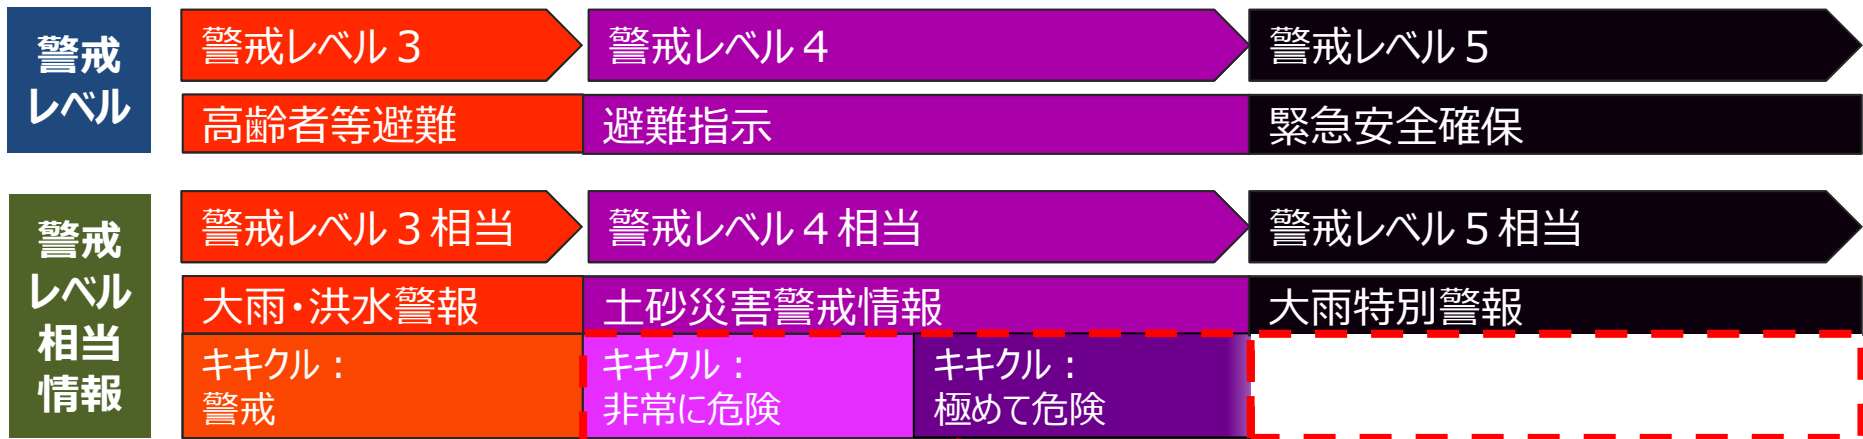 警戒
レベル
警戒レベル３
警戒レベル４
警戒レベル５
高齢者等避難
避難指示
緊急安全確保
警戒
レベル
相当
情報
警戒レベル３相当
警戒レベル４相当
警戒レベル５相当
大雨・洪水警報
土砂災害警戒情報
大雨特別警報
キキクル：
警戒
キキクル：
非常に危険
キキクル：
極めて危険